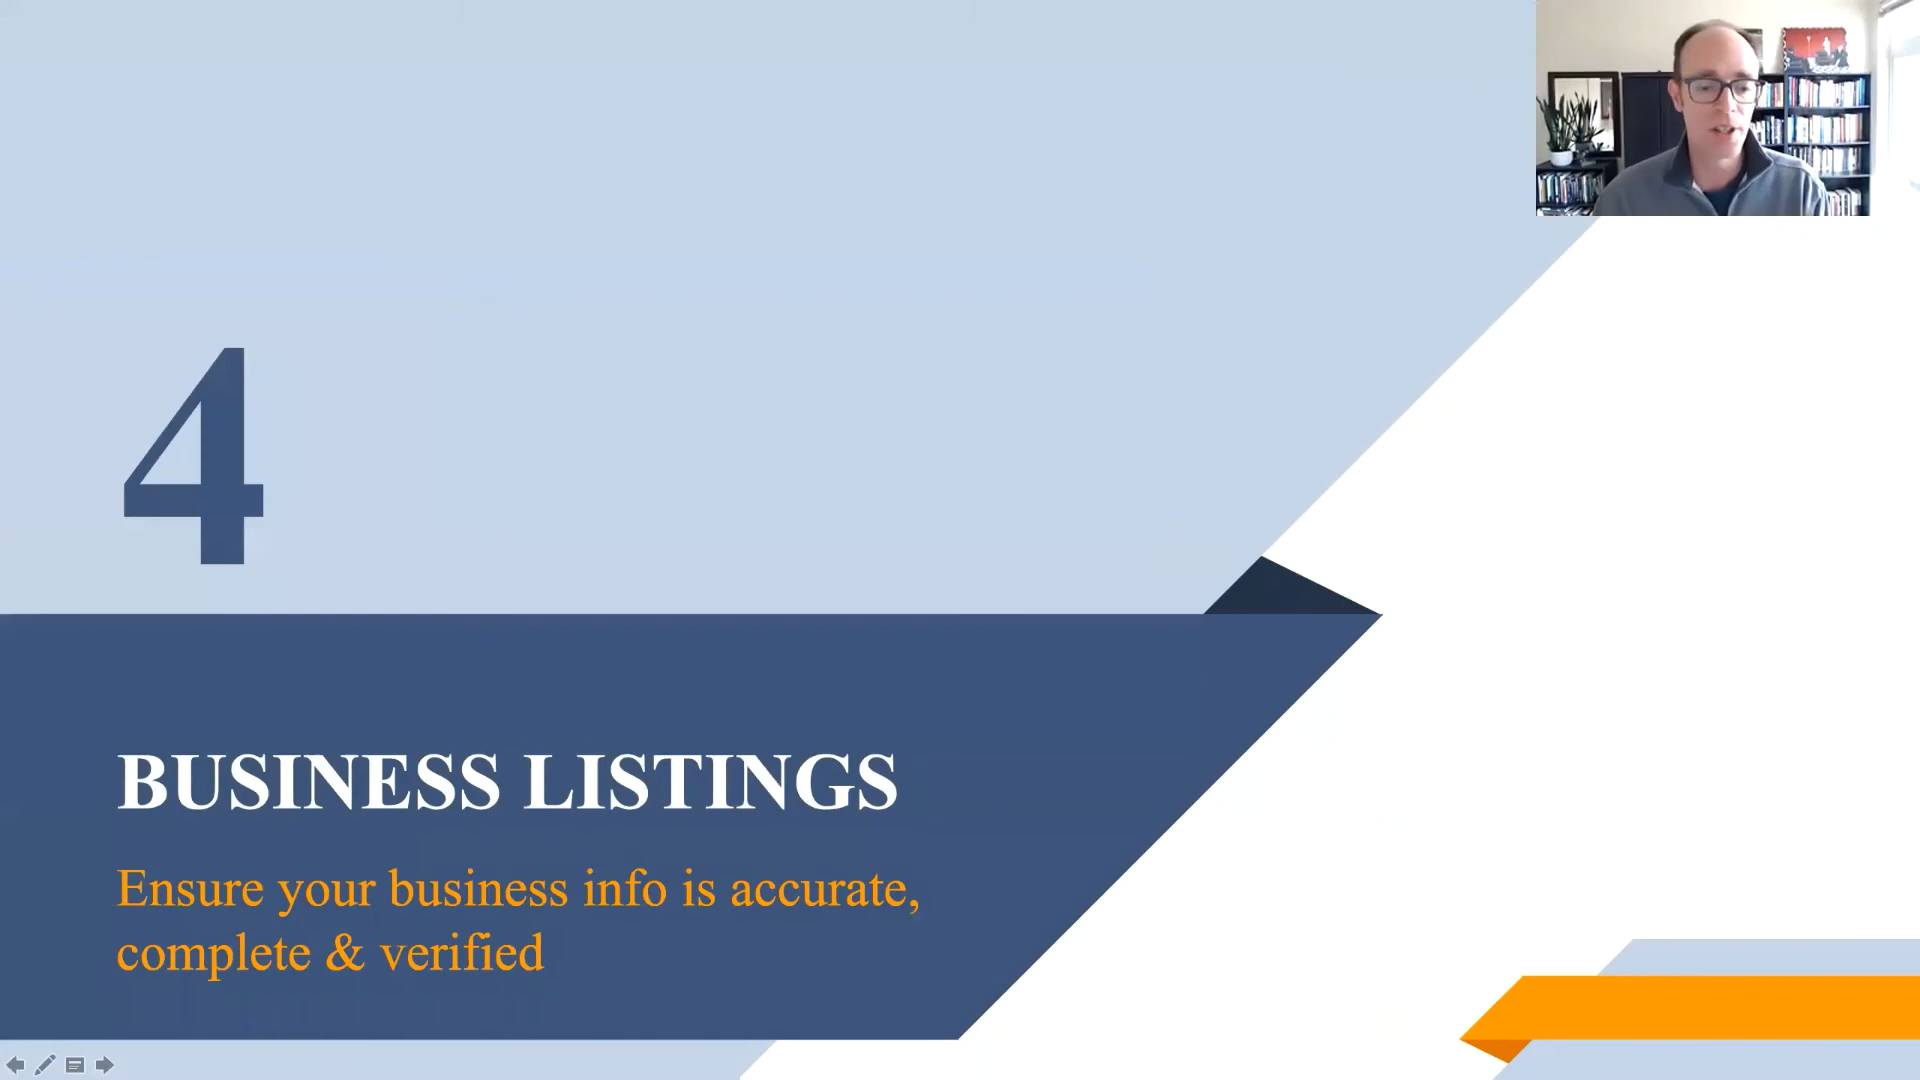 4
BUSINESS LISTINGS
Ensure your business info is accurate,
complete & verified